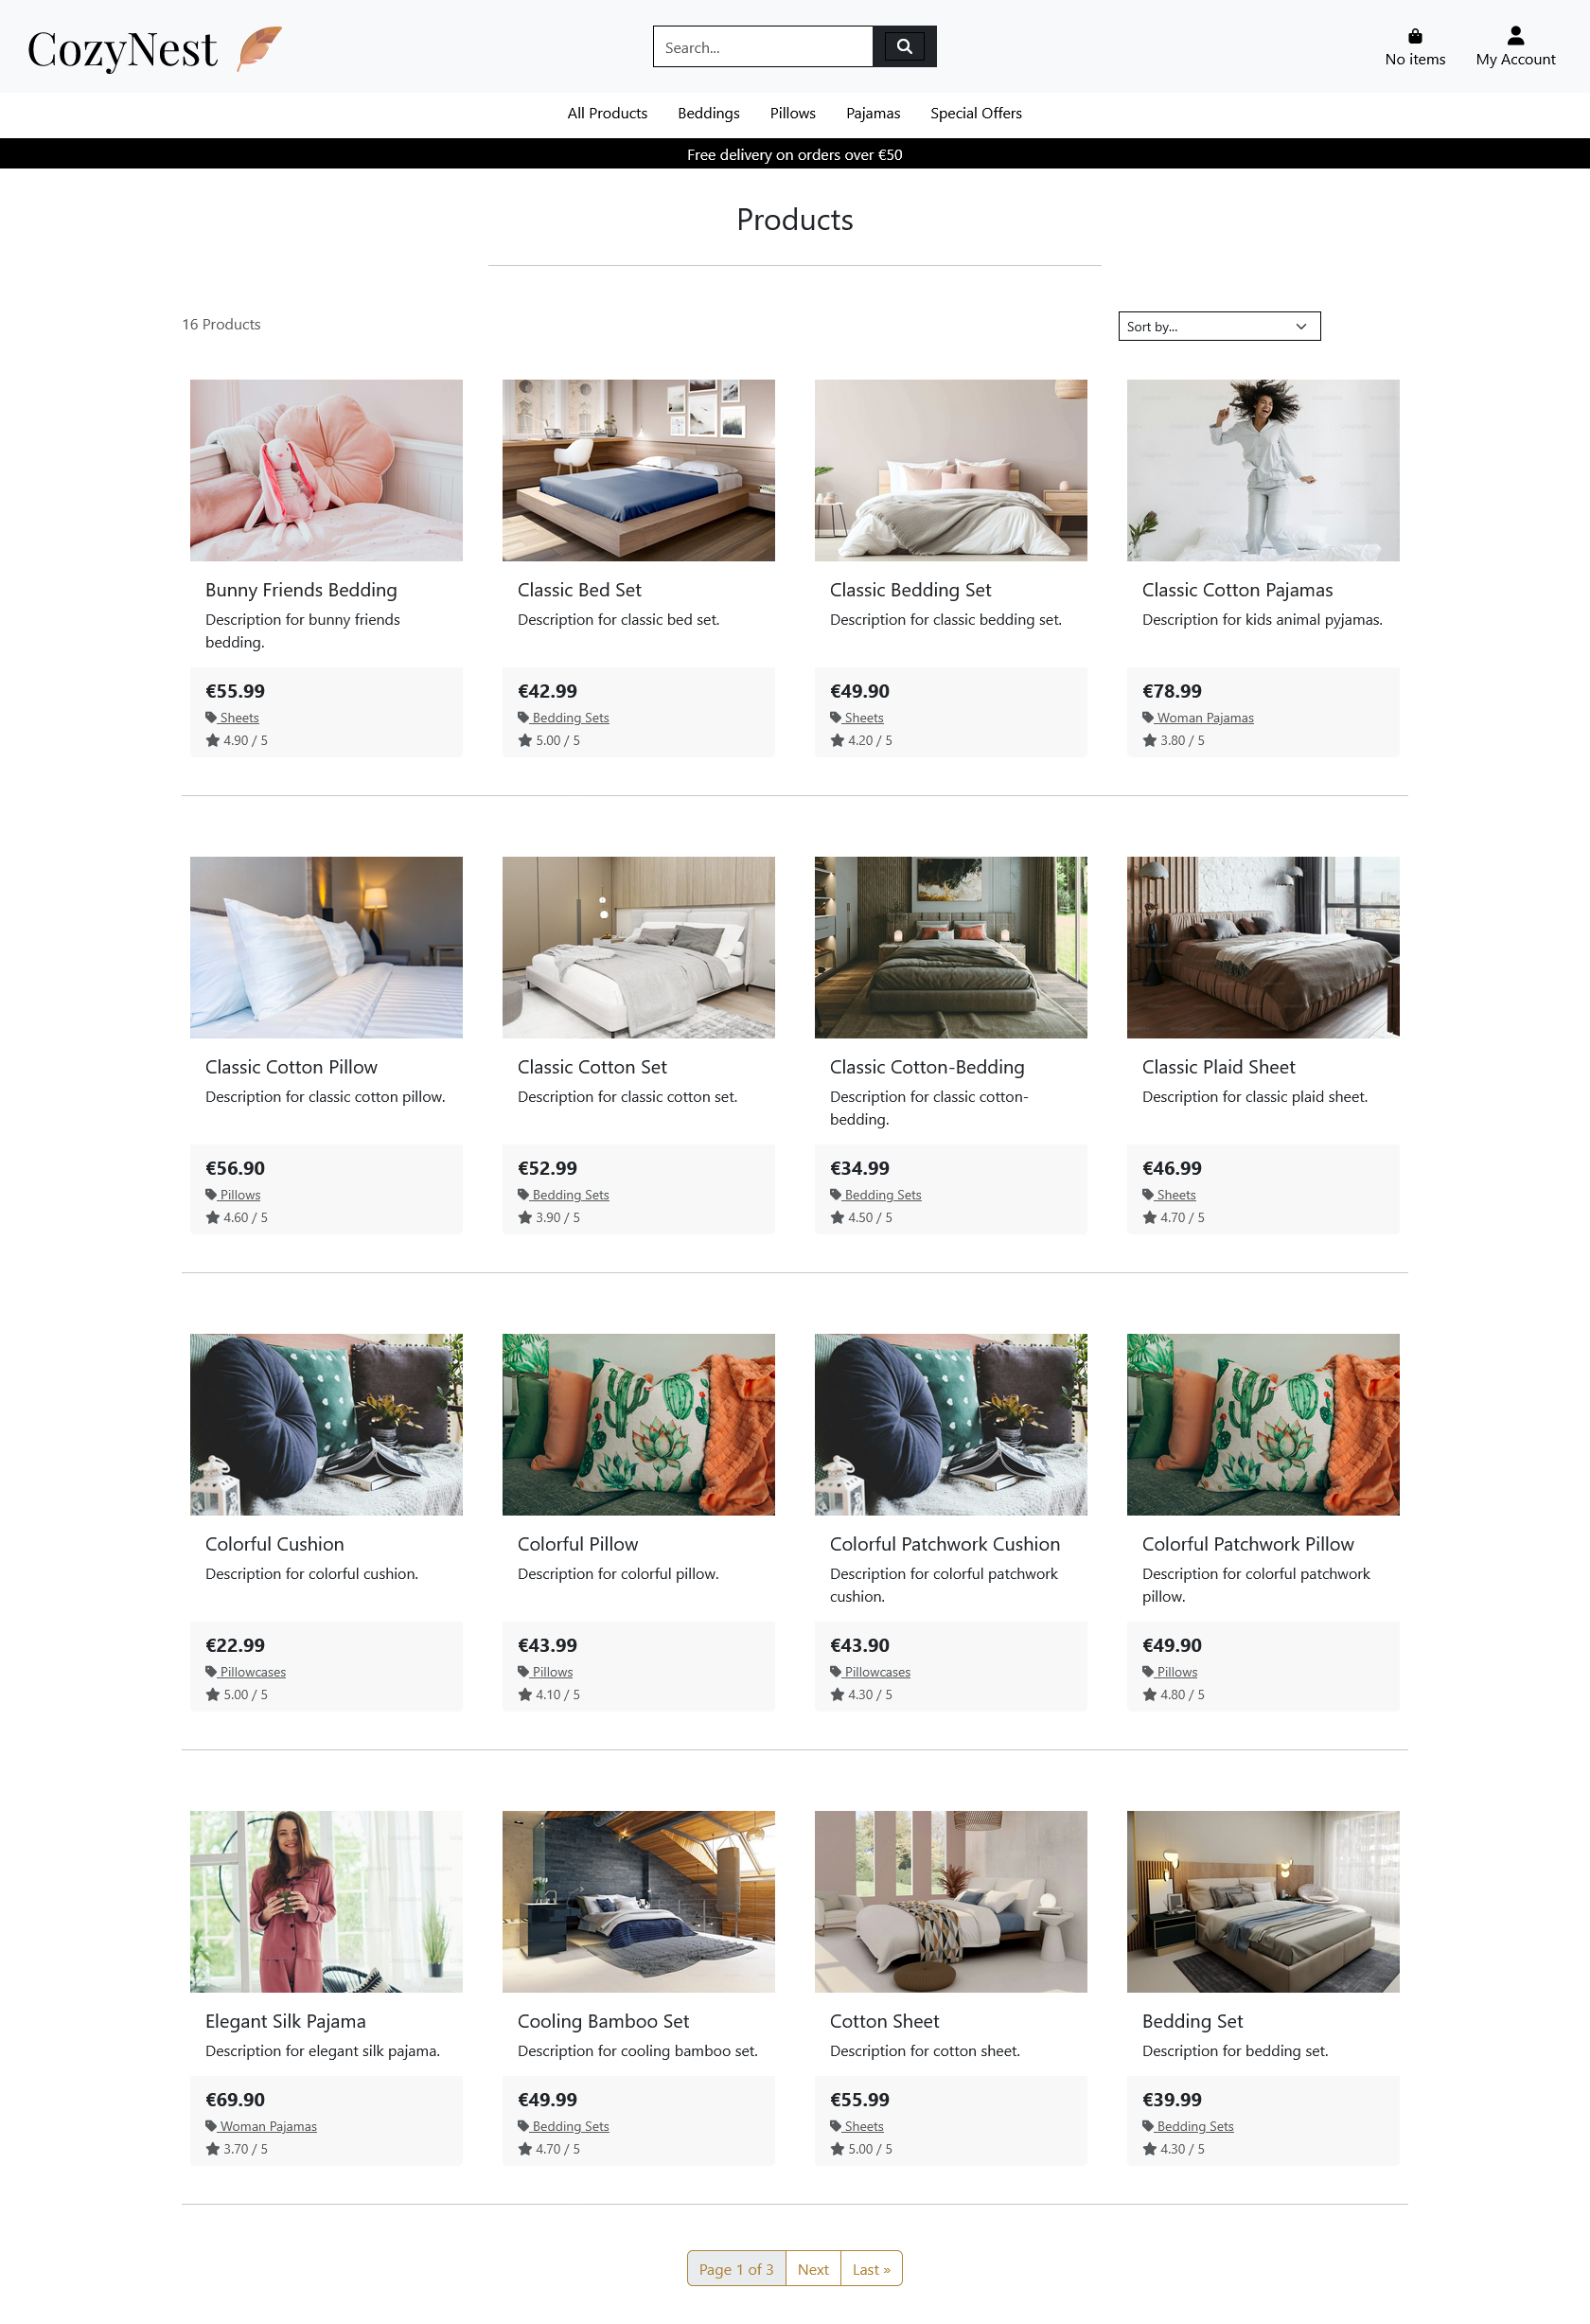 CozyNest
Search...
No items
My Account
All Products Beddings Pillows Pajamas Special Offers
Free delivery on orders over €50
Products
16 Products
Sort by...
Bunny Friends Bedding
Description for bunny friends
bedding.
€55.99
Sheets
4.90 / 5
Classic Bed Set
Description for classic bed set.
€42.99
Bedding Sets
5.00 / 5
Classic Bedding Set
Description for classic bedding set.
€49.90
Sheets
4.20 / 5
Classic Cotton Pajamas
Description for kids animal pyjamas.
€78.99
Woman Pajamas
3.80 / 5
Classic Cotton Pillow
Description for classic cotton pillow.
€56.90
Pillows
4.60 / 5
Classic Cotton Set
Description for classic cotton set.
€52.99
Bedding Sets
3.90 / 5
Classic Cotton-Bedding
Description for classic cotton-
bedding.
€34.99
Bedding Sets
4.50 / 5
Classic Plaid Sheet
Description for classic plaid sheet.
€46.99
Sheets
4.70 / 5
Colorful Cushion
Description for colorful cushion.
€22.99
Pillowcases
5.00 / 5
Colorful Pillow
Description for colorful pillow.
€43.99
Pillows
4.10 / 5
Colorful Patchwork Cushion
Description for colorful patchwork
cushion.
€43.90
Pillowcases
4.30 / 5
Colorful Patchwork Pillow
Description for colorful patchwork
pillow.
€49.90
Pillows
4.80 / 5
Elegant Silk Pajama
Description for elegant silk pajama.
€69.90
Woman Pajamas
3.70 / 5
Cooling Bamboo Set
Description for cooling bamboo set.
€49.99
Bedding Sets
4.70 / 5
Cotton Sheet
Description for cotton sheet.
€55.99
Sheets
5.00 / 5
Bedding Set
Description for bedding set.
€39.99
Bedding Sets
4.30 / 5
Page 1 of 3 Next Last »